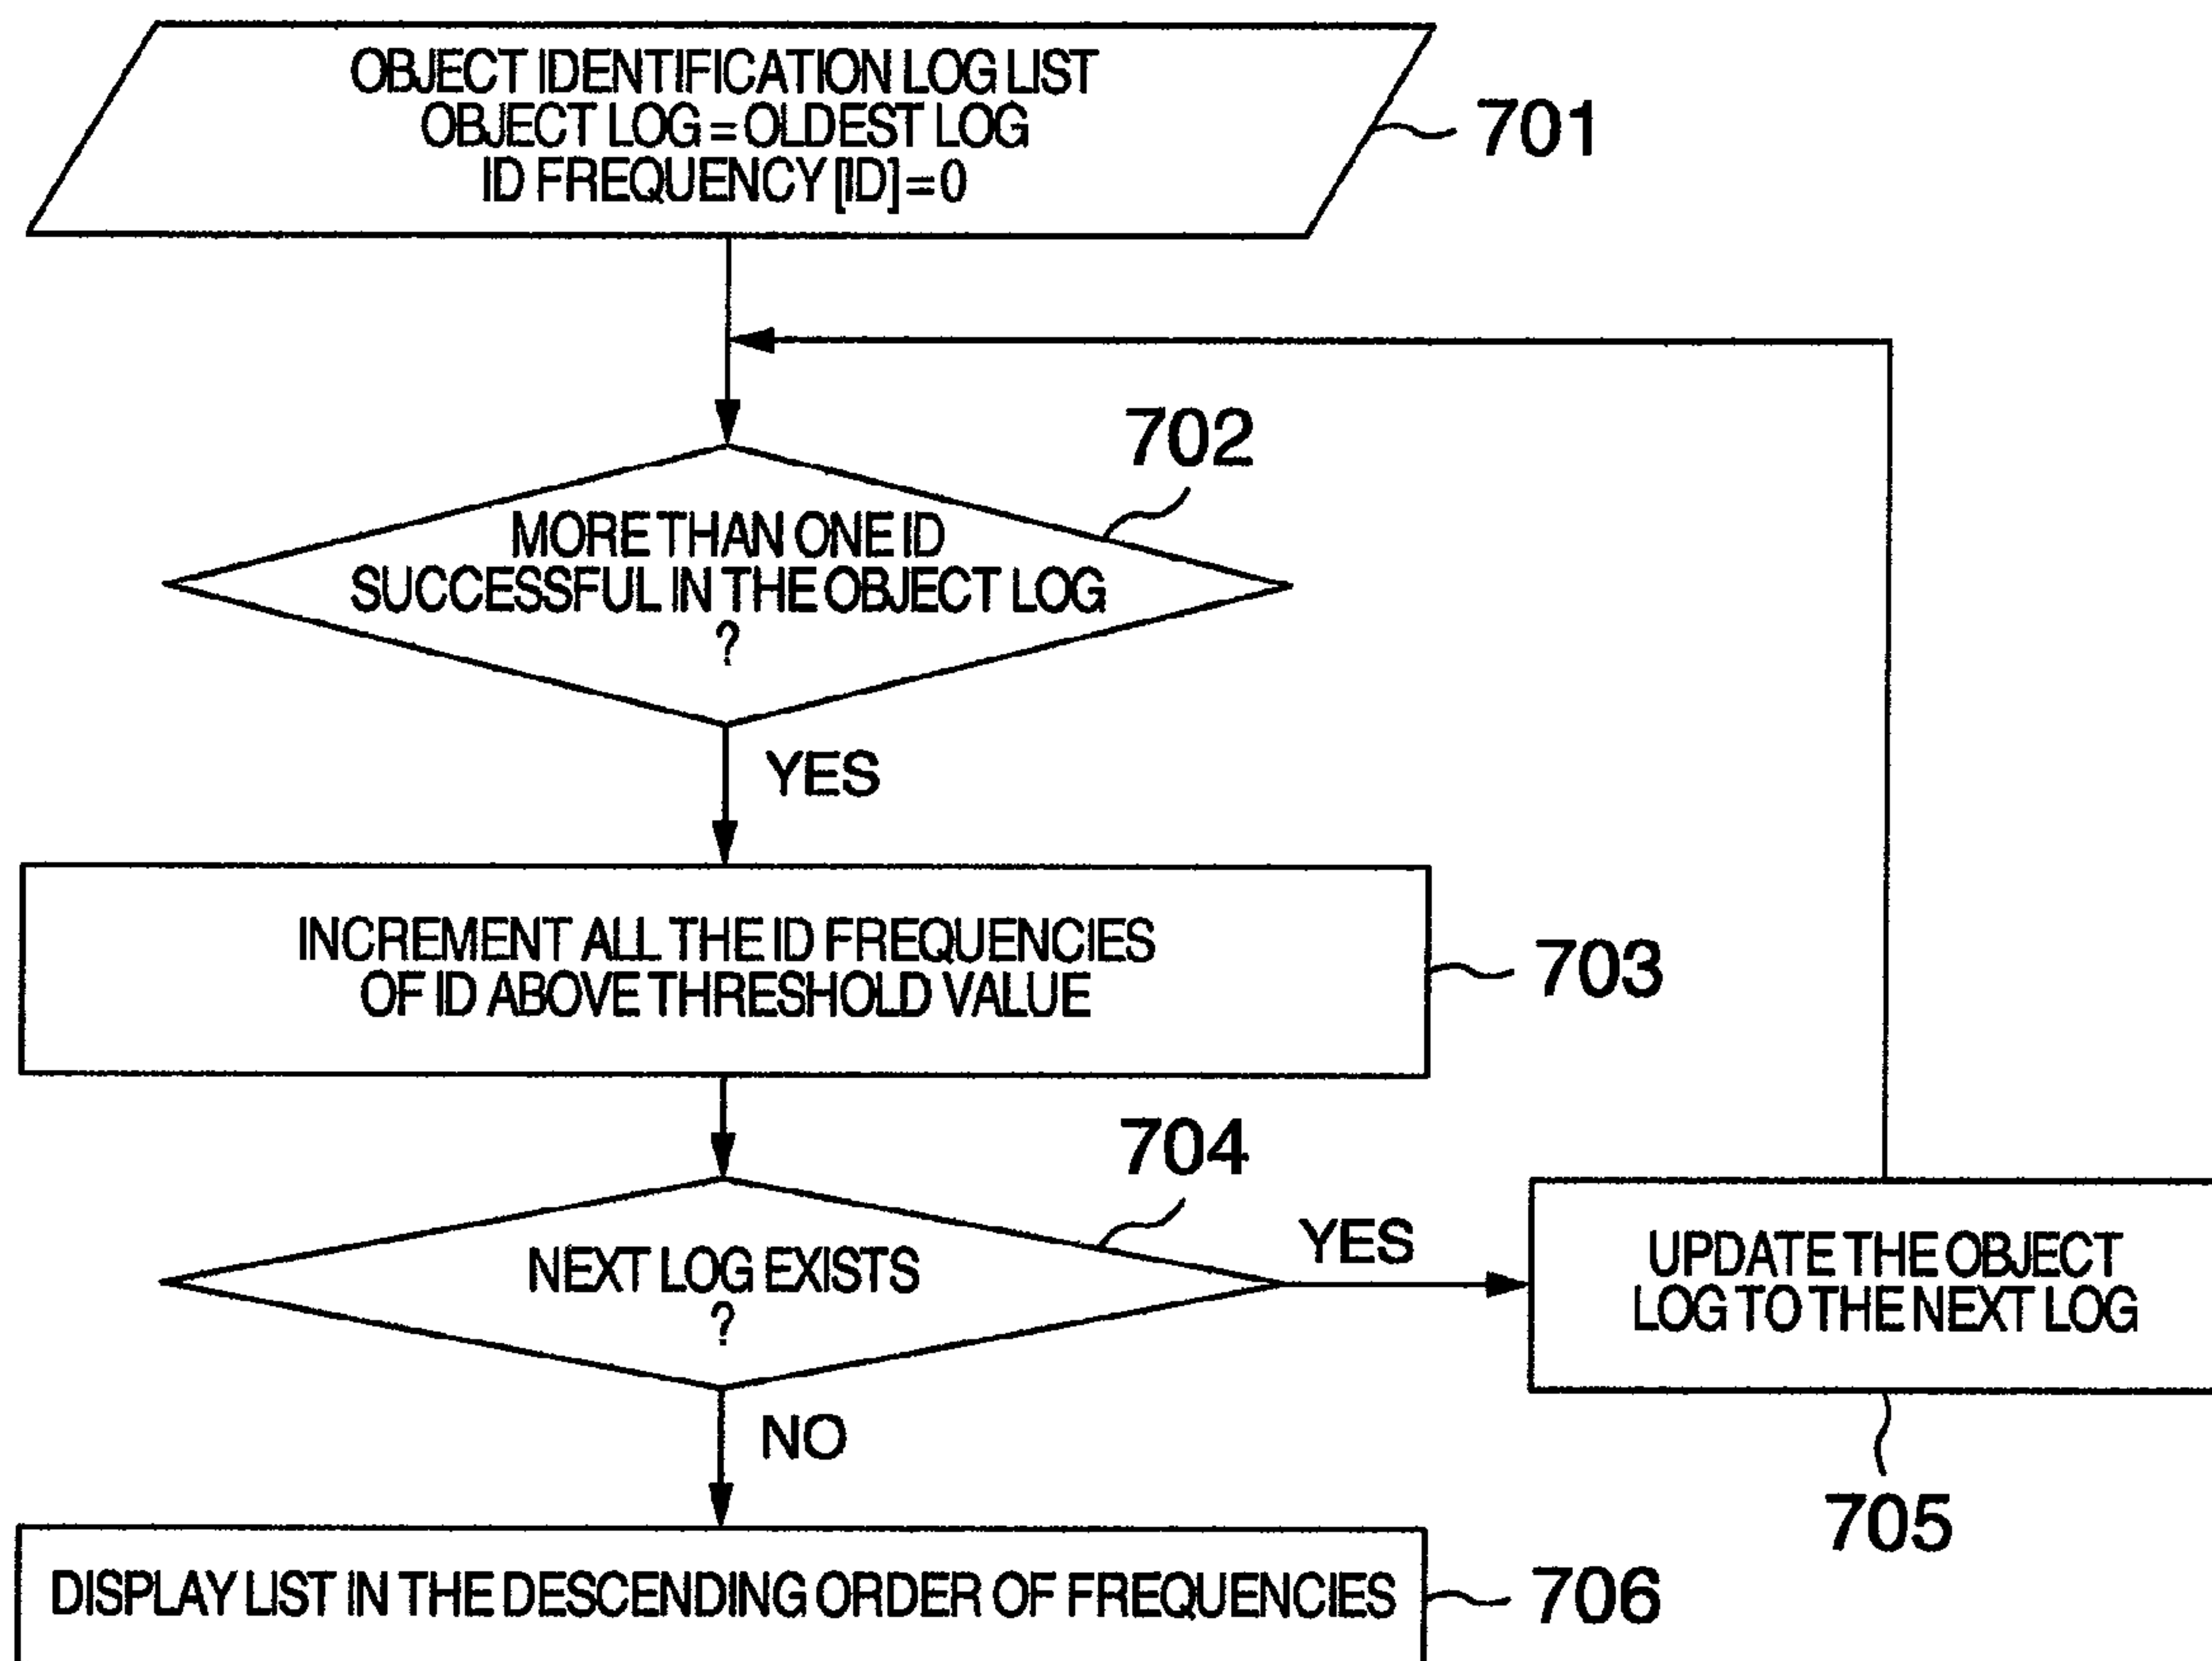 OBJECT IDENTIFICATION LOG LIST
OBJECT LOG = OLDEST LOG
ID FREQUENCY [ID] = 0
701
702
MORE THAN ONE ID
SUCCESSFUL IN THE OBJECT LOG
?
YES
INCREMENT ALL THE ID FREQUENCIES
OF ID ABOVE THRESHOLD VALUE
703
704
NEXT LOG EXISTS
?
YES
UPDATE THE OBJECT
LOG TO THE NEXT LOG
705
NO
DISPLAY LIST IN THE DESCENDING ORDER OF FREQUENCIES
706